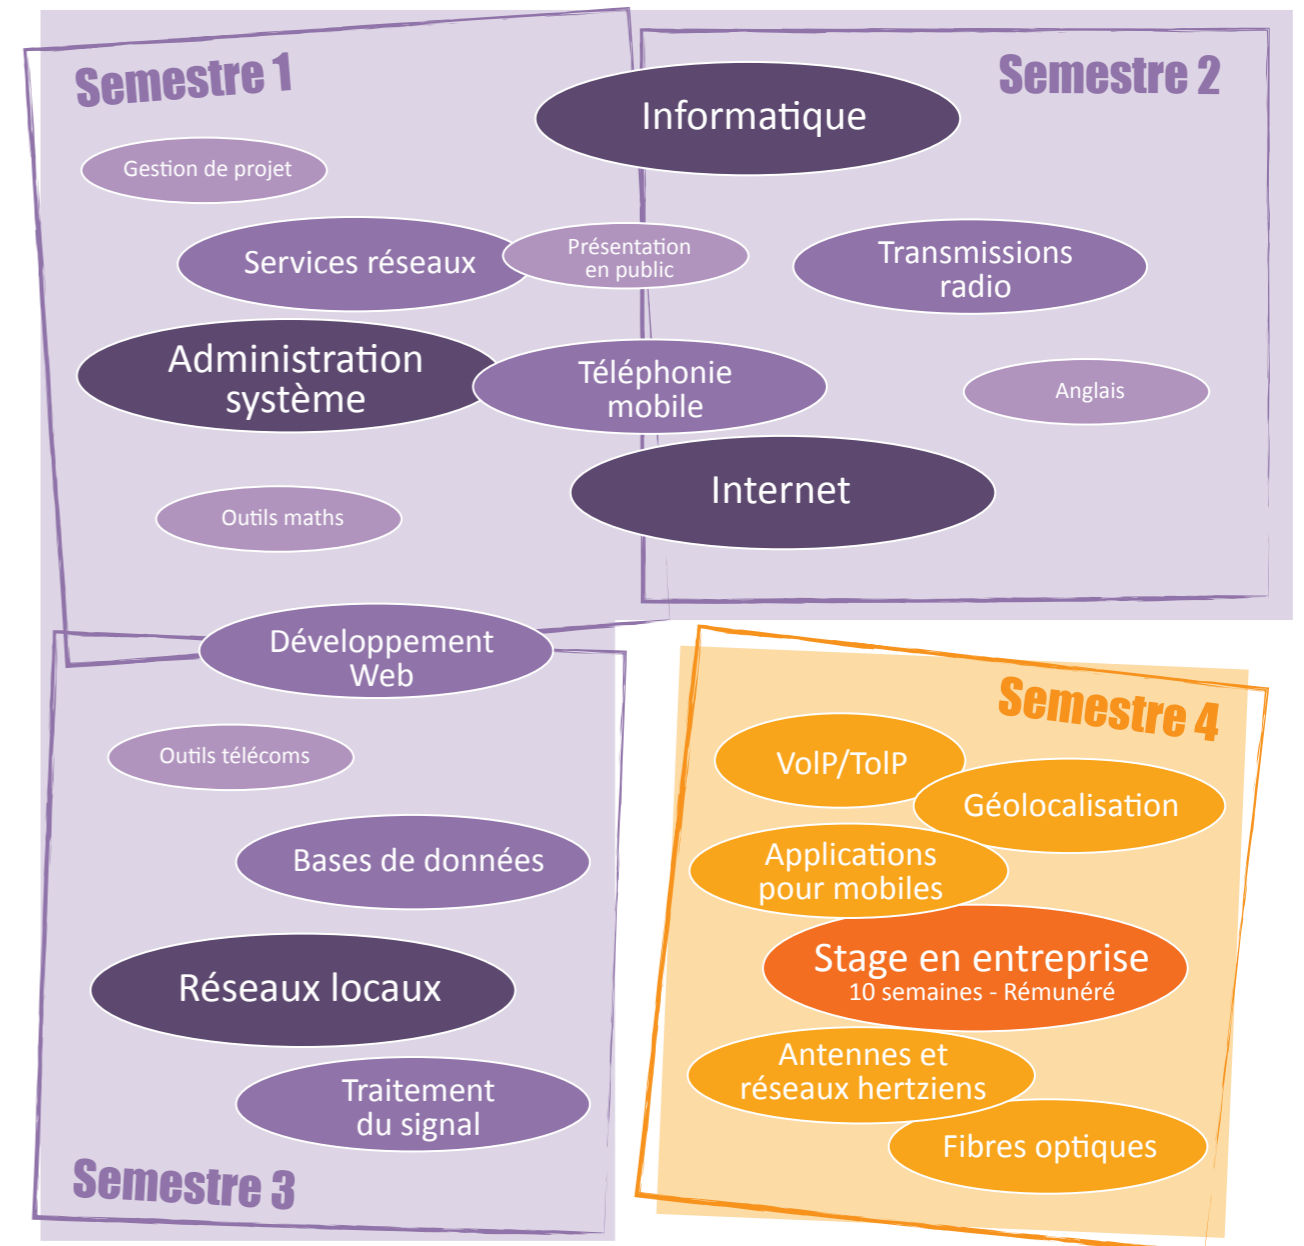 Semestre 1
Semestre 2
Informatique
Gestion de projet
Services réseaux
Présentation
en public
Transmissions
radio
Administration
système
Téléphonie
mobile
Anglais
Internet
Outils maths
Développement
Web
Outils télécoms
Bases de données
Réseaux locaux
Traitement
du signal
Semestre 3
Semestre 4
VoIP/ToIP
Géolocalisation
Applications
pour mobiles
Stage en entreprise
10 semaines - Rémunéré
Antennes et
réseaux hertziens
Fibres optiques